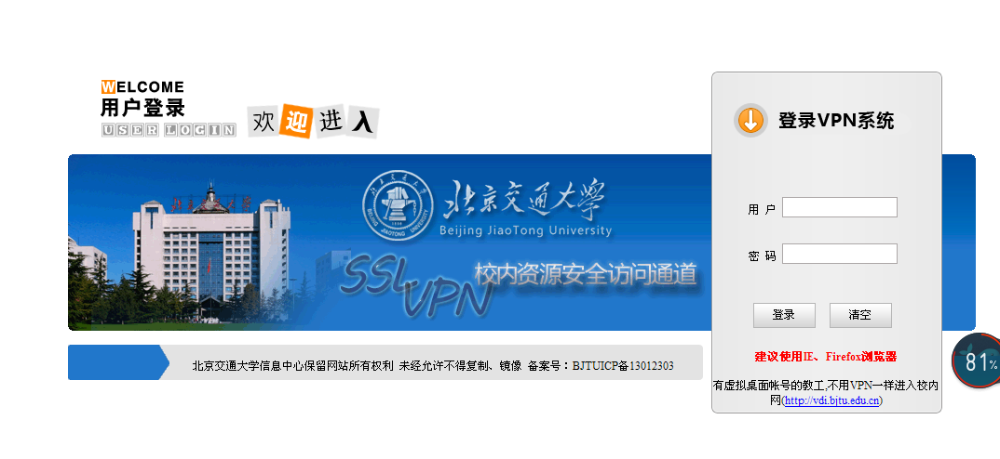 WELCOME
用户登录
USER LOGIN
欢迎进入
登录VPN系统
北京交通大学
Beijing JiaoTong University
SSLVPN
校内资源安全访问通道
用 户
密 码
登录 清空
建议使用IE、Firefox浏览器
有虚拟桌面帐号的教工,不用VPN一样进入校内
网(http://vdi.bjtu.edu.cn)
北京交通大学信息中心保留网站所有权利 未经允许不得复制、镜像 备案号：BJTUICP备13012303
81%